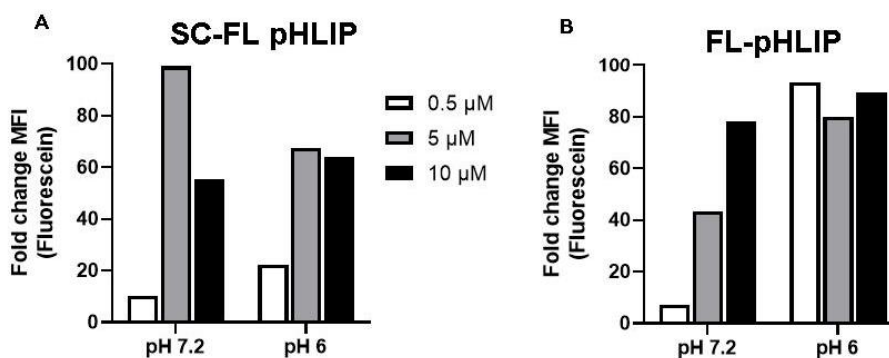 A
SC-FL pHLIP
Fold change MFI
(Fluorescein)
100
80
60
40
20
0
pH 7.2
pH 6
0.5 µM
5 µM
10 µM
B
FL-pHLIP
Fold change MFI
(Fluorescein)
100
80
60
40
20
0
pH 7.2
pH 6